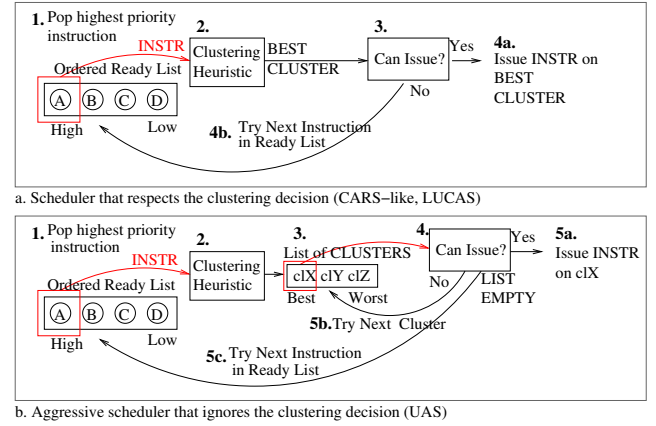 1. Pop highest priority
instruction
2.
3.
INSTR
Clustering
Heuristic
BEST
CLUSTER
Can Issue?
Yes
4a.
Issue INSTR on
BEST
CLUSTER
Ordered Ready List
A B C D
No
High Low
4b. Try Next Instruction
in Ready List
a. Scheduler that respects the clustering decision (CARS−like, LUCAS)
1. Pop highest priority
instruction
2.
3.
4.
5a.
INSTR
Clustering
Heuristic
List of CLUSTERS
clX clY clZ
Best Worst
Can Issue?
Yes
Issue INSTR
on clX
Ordered Ready List
A B C D
No
LIST
EMPTY
High Low
5b. Try Next Cluster
5c. Try Next Instruction
in Ready List
b. Aggressive scheduler that ignores the clustering decision (UAS)